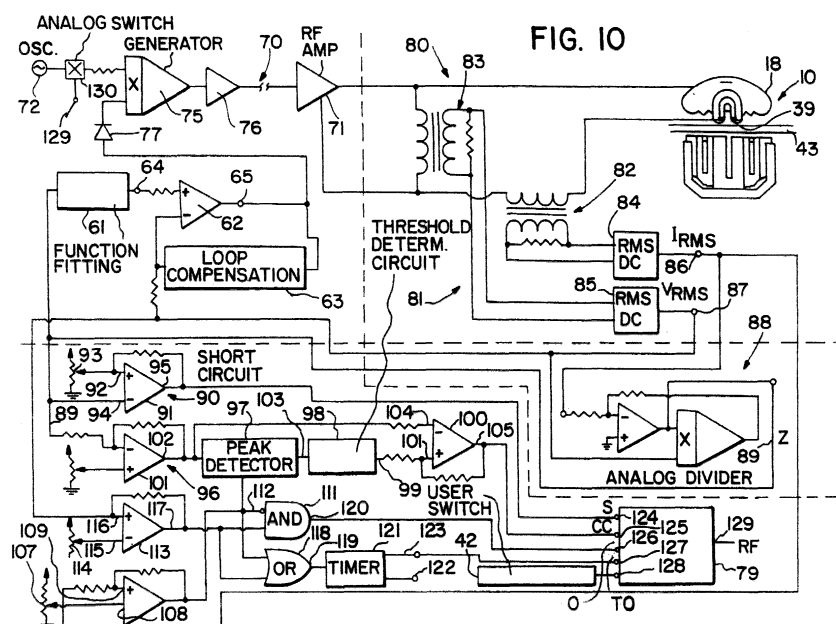 ANALOG SWITCH
OSC.
GENERATOR
RF
AMP
FIG. 10
70
80
83
18
10
X
72
130
75
76
71
39
129
77
43
64
65
82
+
62
-
84
61
THRESHOLD
DETERM.
CIRCUIT
RMS
DC
I RMS
FUNCTION
FITTING
LOOP
COMPENSATION
86
85
V RMS
87
63
81
RMS
DC
88
93
SHORT
CIRCUIT
92
+
95
94
-
90
89
91
97
103
98
104
-
100
-
+
X
89
Z
-
102
PEAK
DETECTOR
101
+
105
ANALOG DIVIDER
+
101
96
99
USER
SWITCH
112
111
116
+
117
AND
120
S
124
CC
125
129
109
115
-
113
118
126
RF
107
114
OR
119
121
123
42
127
79
TIMER
122
128
+
108
O
TO